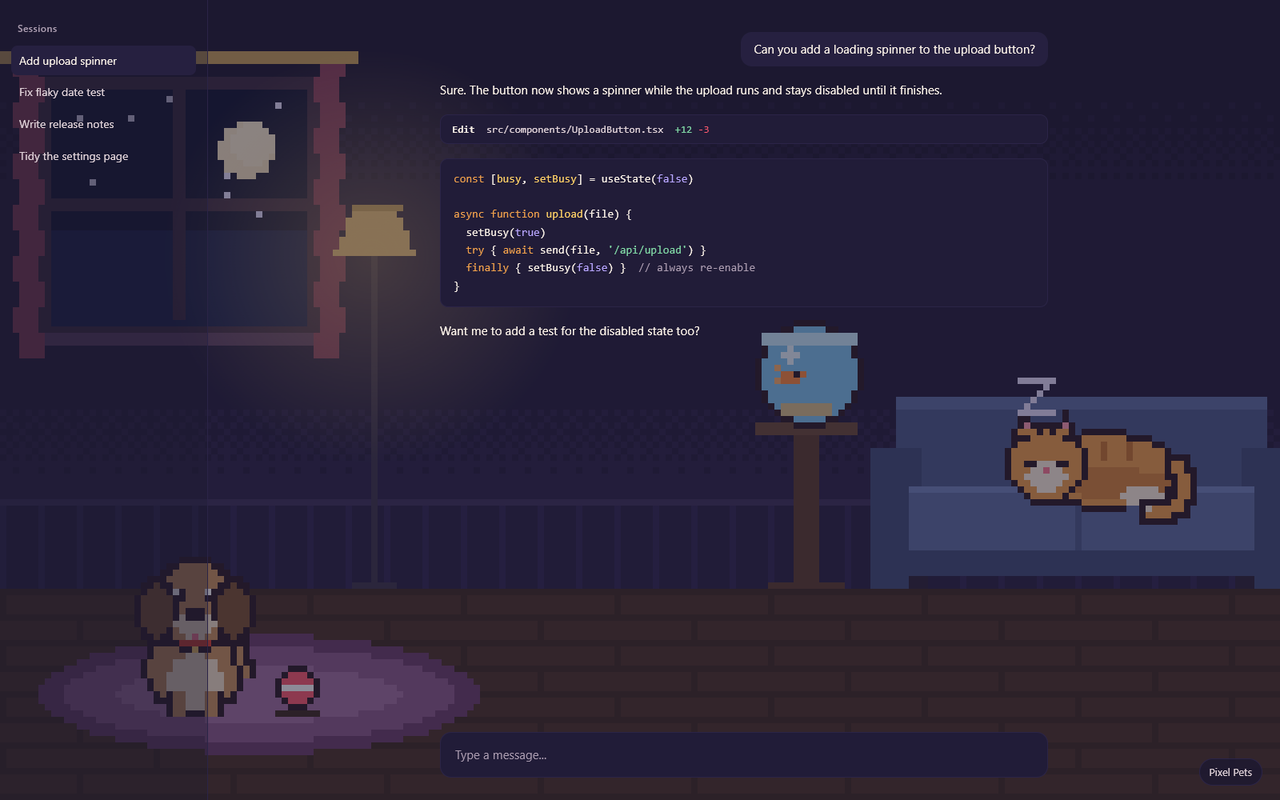 Sessions
Add upload spinner
Fix flaky date test
Write release notes
Tidy the settings page
Can you add a loading spinner to the upload button?
Sure. The button now shows a spinner while the upload runs and stays disabled until it finishes.
Edit src/components/UploadButton.tsx +12 -3
const [busy, setBusy] = useState(false)
async function upload(file) {
  setBusy(true)
  try { await send(file, '/api/upload') }
  finally { setBusy(false) }  // always re-enable
}
Want me to add a test for the disabled state too?
Z
Type a message...
Pixel Pets